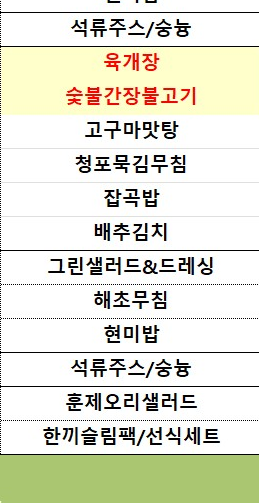 석류주스/숭늉
육개장
숯불간장불고기
고구마맛탕
청포묵김무침
잡곡밥
배추김치
그린샐러드&드레싱
해초무침
현미밥
석류주스/숭늉
훈제오리샐러드
한끼슬림팩/선식세트